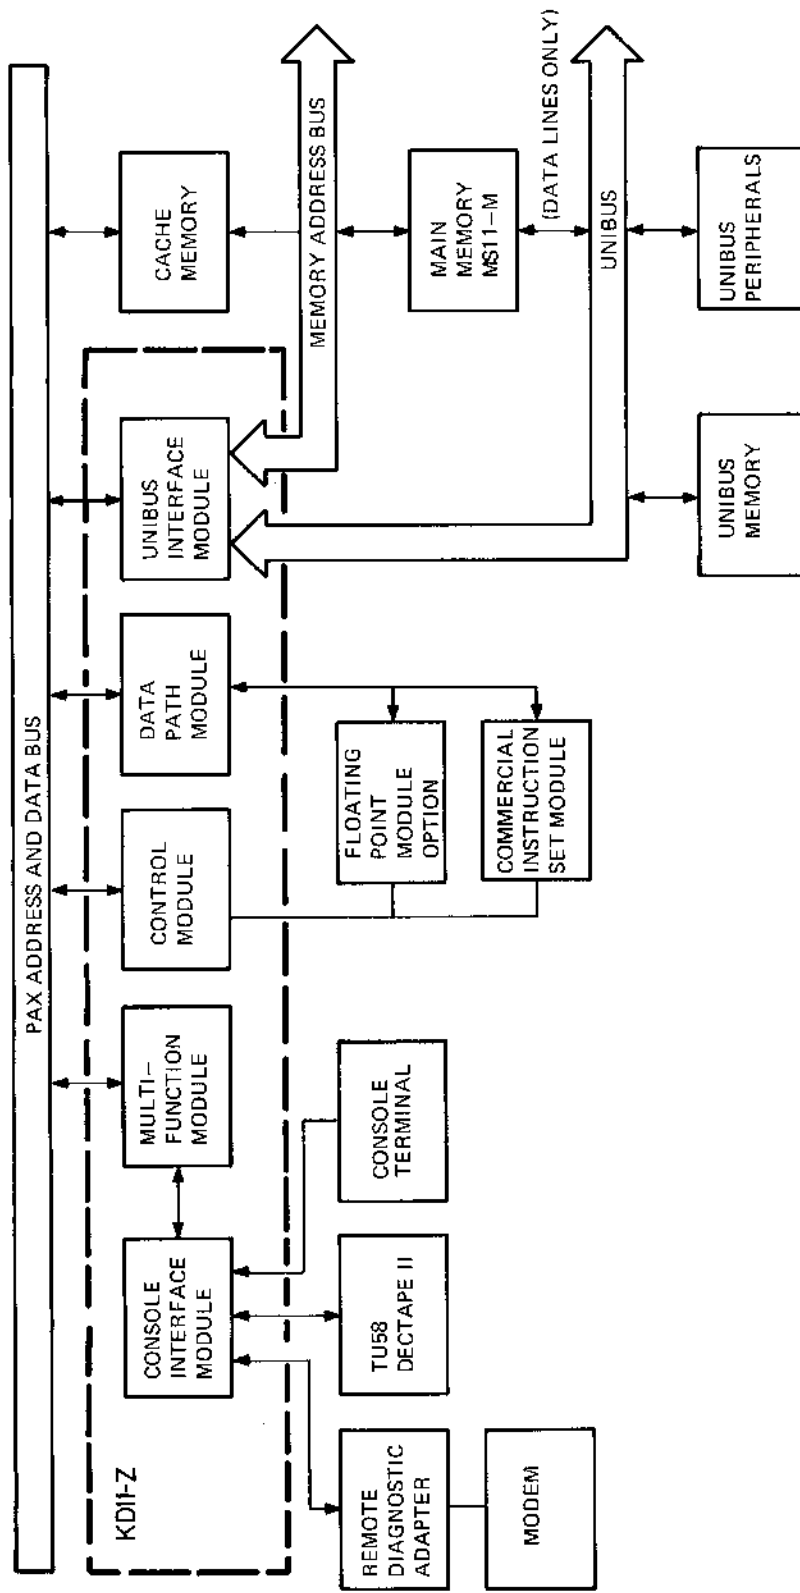 PAX ADDRESS AND DATA BUS
KD11-Z
CONSOLE
INTERFACE
MODULE
MULTI-
FUNCTION
MODULE
CONTROL
MODULE
DATA
PATH
MODULE
UNIBUS
INTERFACE
MODULE
CACHE
MEMORY
MEMORY ADDRESS BUS
REMOTE
DIAGNOSTIC
ADAPTER
TU58
DECTAPE II
CONSOLE
TERMINAL
FLOATING
POINT
MODULE
OPTION
MAIN
MEMORY
MS11-M
MODEM
COMMERCIAL
INSTRUCTION
SET MODULE
(DATA LINES ONLY)
UNIBUS
UNIBUS
MEMORY
UNIBUS
PERIPHERALS